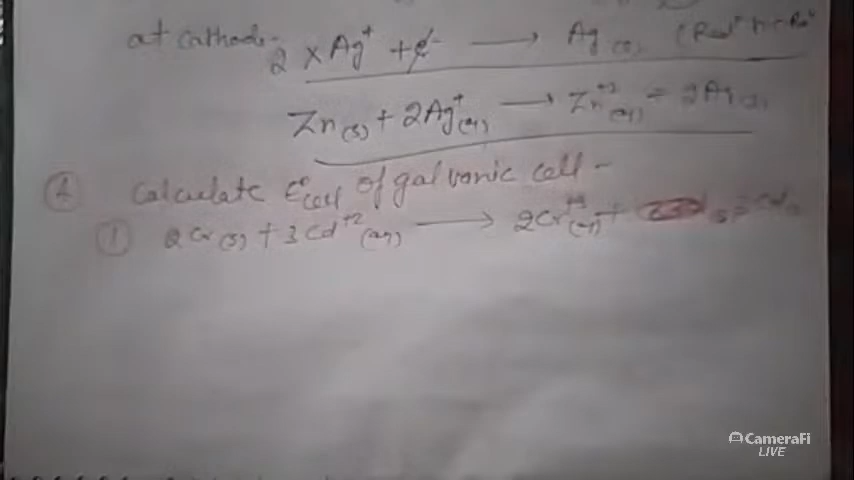 at cathode - 2 x Ag+ + e- ⟶ Ag (s)
Zn(s) + 2Ag+(aq) ⟶ Zn+2(aq) = 2Ag(s)
② Calculate E°cell of galvanic cell -
① 2Cr(s) + 3Cd+2(aq) ⟶ 2Cr+3(aq) +
CameraFi
LIVE